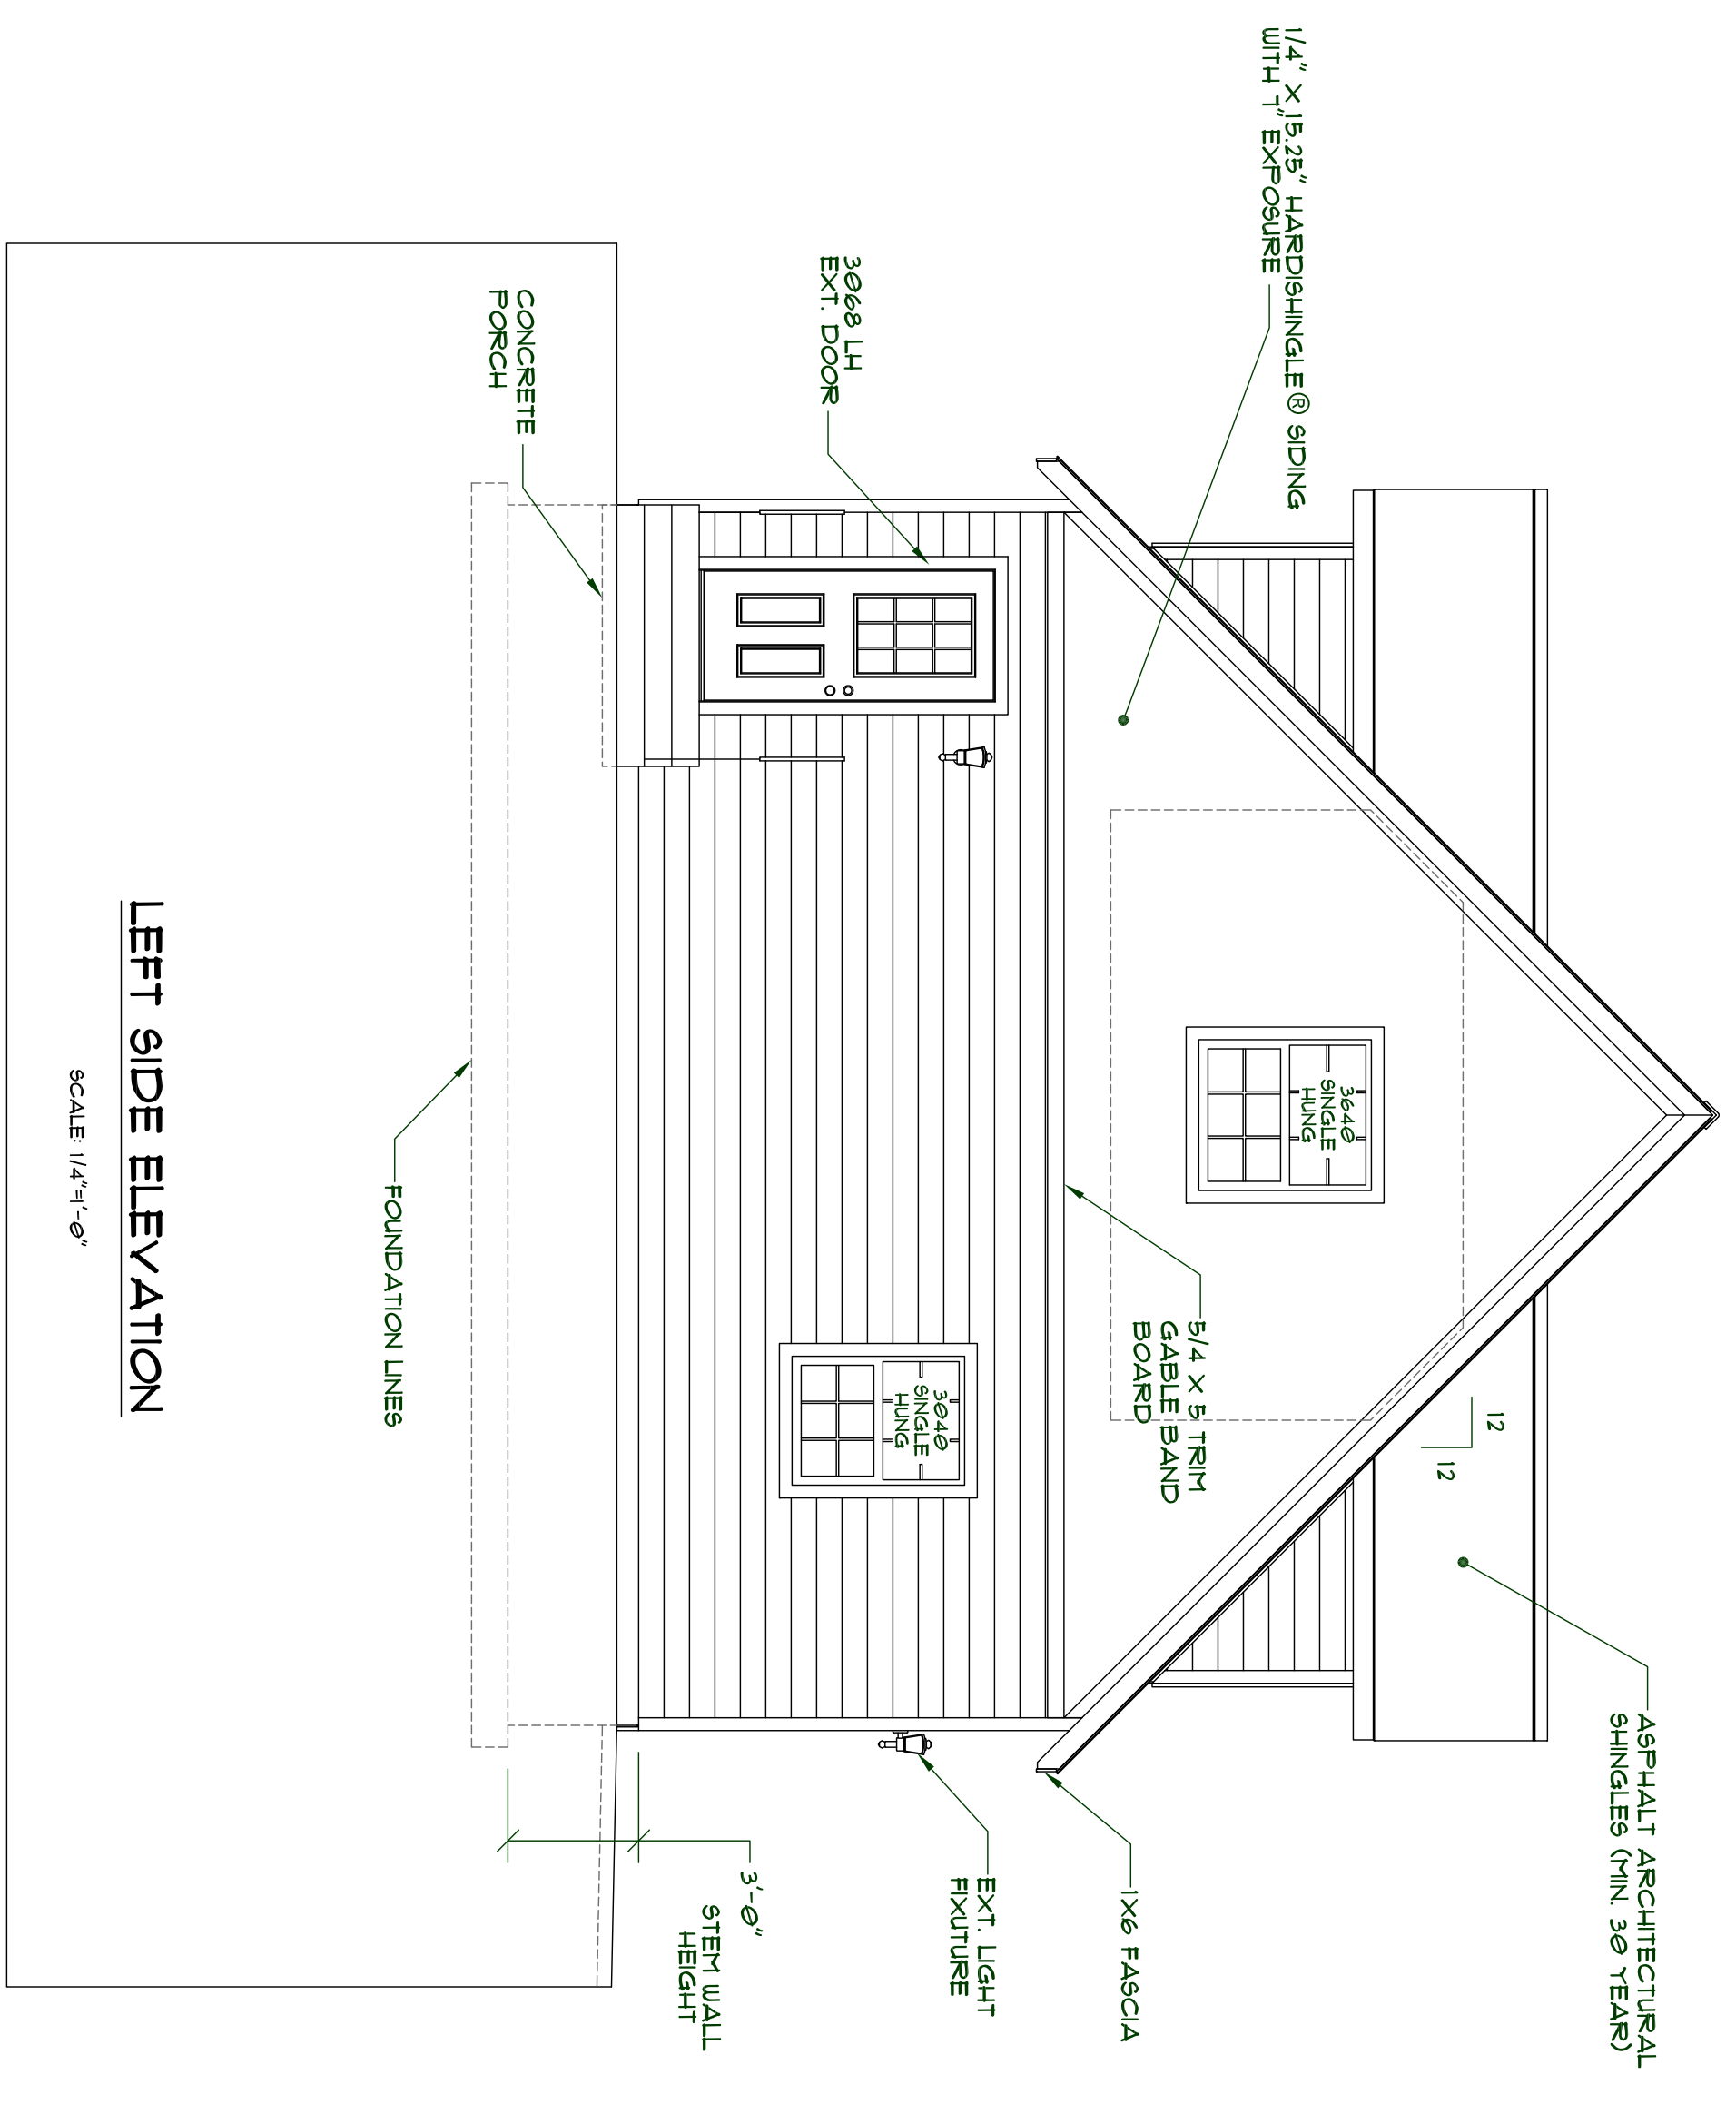 ASPHALT ARCHITECTURAL
SHINGLES (MIN. 30 YEAR)
12
12
1/4" X 15.25" HARDISHINGLE® SIDING
WITH 7" EXPOSURE
3640
SINGLE
HUNG
5/4 X 5 TRIM
GABLE BAND
BOARD
1X6 FASCIA
EXT. LIGHT
FIXUTURE
3068 LH
EXT. DOOR
3040
SINGLE
HUNG
3'-0"
STEM WALL
HEIGHT
CONCRETE
PORCH
FOUNDATION LINES
LEFT SIDE ELEVATION
SCALE: 1/4"=1'-0"